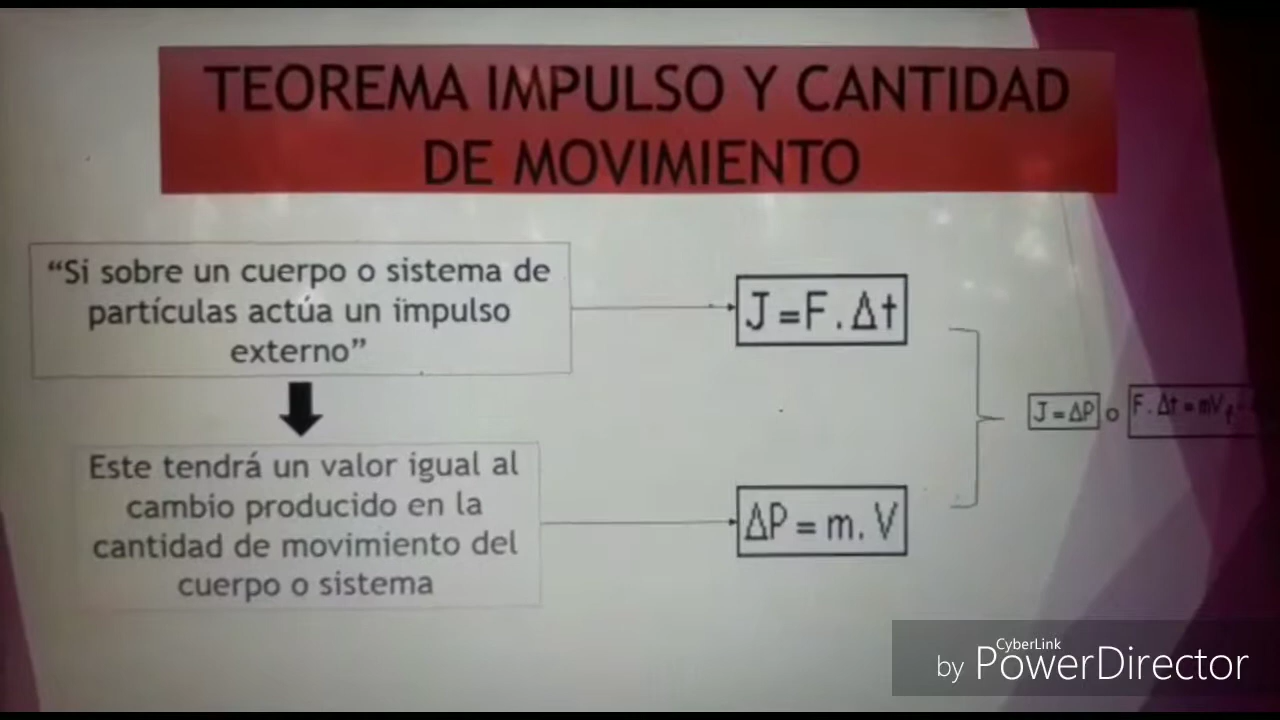 TEOREMA IMPULSO Y CANTIDAD
DE MOVIMIENTO
“Si sobre un cuerpo o sistema de
partículas actúa un impulso
externo”
J = F . Δt
Este tendrá un valor igual al
cambio producido en la
cantidad de movimiento del
cuerpo o sistema
ΔP = m. V
J = ΔP o F . Δt = mVf -
by CyberLink PowerDirector